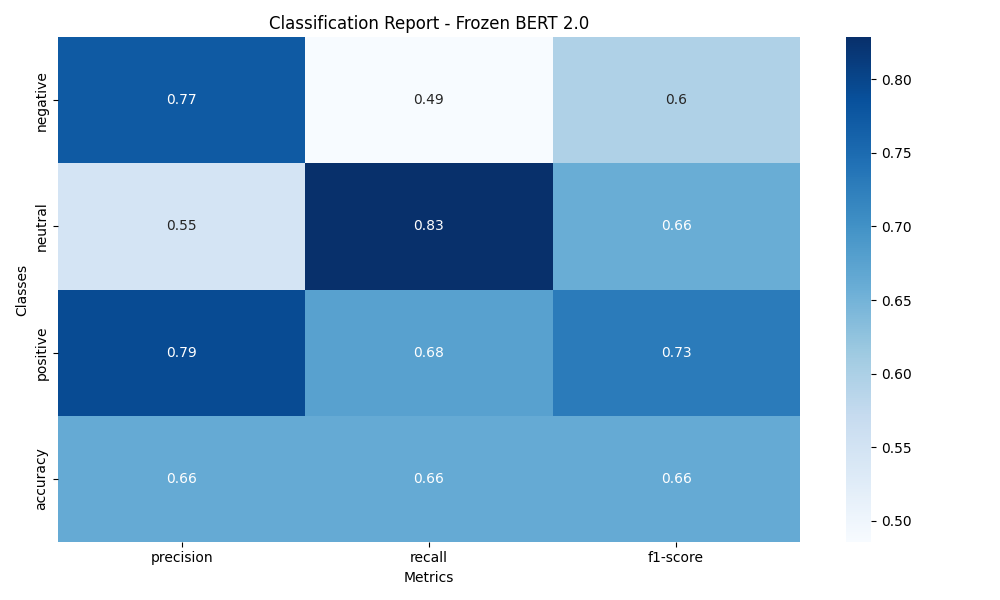 Classification Report - Frozen BERT 2.0
Classes
negative
0.77 0.49 0.6
neutral
0.55 0.83 0.66
positive
0.79 0.68 0.73
accuracy
0.66 0.66 0.66
precision recall f1-score
Metrics
0.80
0.75
0.70
0.65
0.60
0.55
0.50